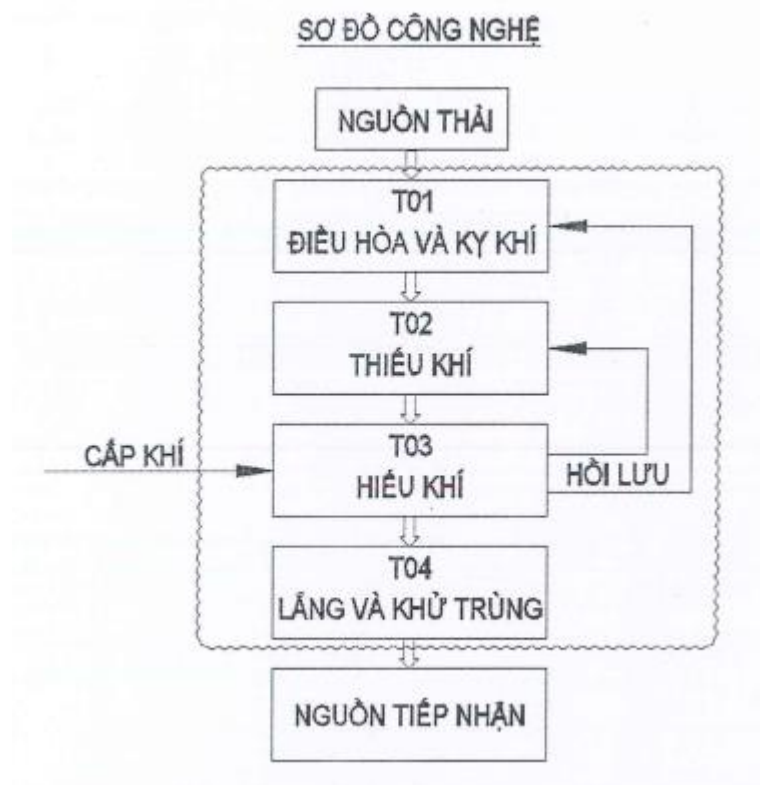 SƠ ĐỒ CÔNG NGHỆ
NGUỒN THẢI
T01
ĐIỀU HÒA VÀ KỴ KHÍ
T02
THIẾU KHÍ
CẤP KHÍ
T03
HIẾU KHÍ
HỒI LƯU
T04
LẮNG VÀ KHỬ TRÙNG
NGUỒN TIẾP NHẬN